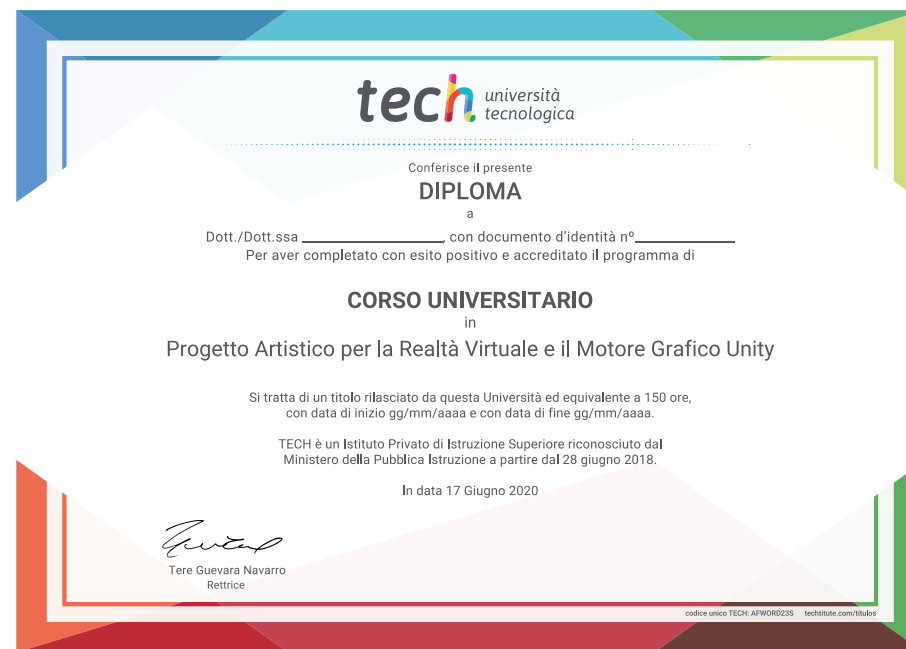 tech università
tecnologica
Conferisce il presente
DIPLOMA
a
Dott./Dott.ssa ____________________, con documento d'identità nº______________
Per aver completato con esito positivo e accreditato il programma di
CORSO UNIVERSITARIO
in
Progetto Artistico per la Realtà Virtuale e il Motore Grafico Unity
Si tratta di un titolo rilasciato da questa Università ed equivalente a 150 ore,
con data di inizio gg/mm/aaaa e con data di fine gg/mm/aaaa.
TECH è un Istituto Privato di Istruzione Superiore riconosciuto dal
Ministero della Pubblica Istruzione a partire dal 28 giugno 2018.
In data 17 Giugno 2020
Tere Guevara Navarro
Rettrice
codice unico TECH: AFWORD23S techtitute.com/titulos